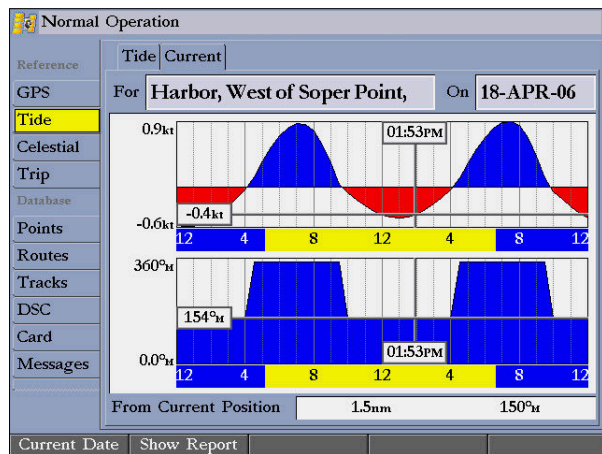 Normal Operation
Reference
GPS
Tide
Celestial
Trip
Database
Points
Routes
Tracks
DSC
Card
Messages
Tide Current
For Harbor, West of Soper Point, On 18-APR-06
0.9kt
01:53PM
-0.4kt
-0.6kt
12 4 8 12 4 8 12
360°M
154°M
01:53PM
0.0°M
12 4 8 12 4 8 12
From Current Position 1.5nm 150°M
Current Date Show Report